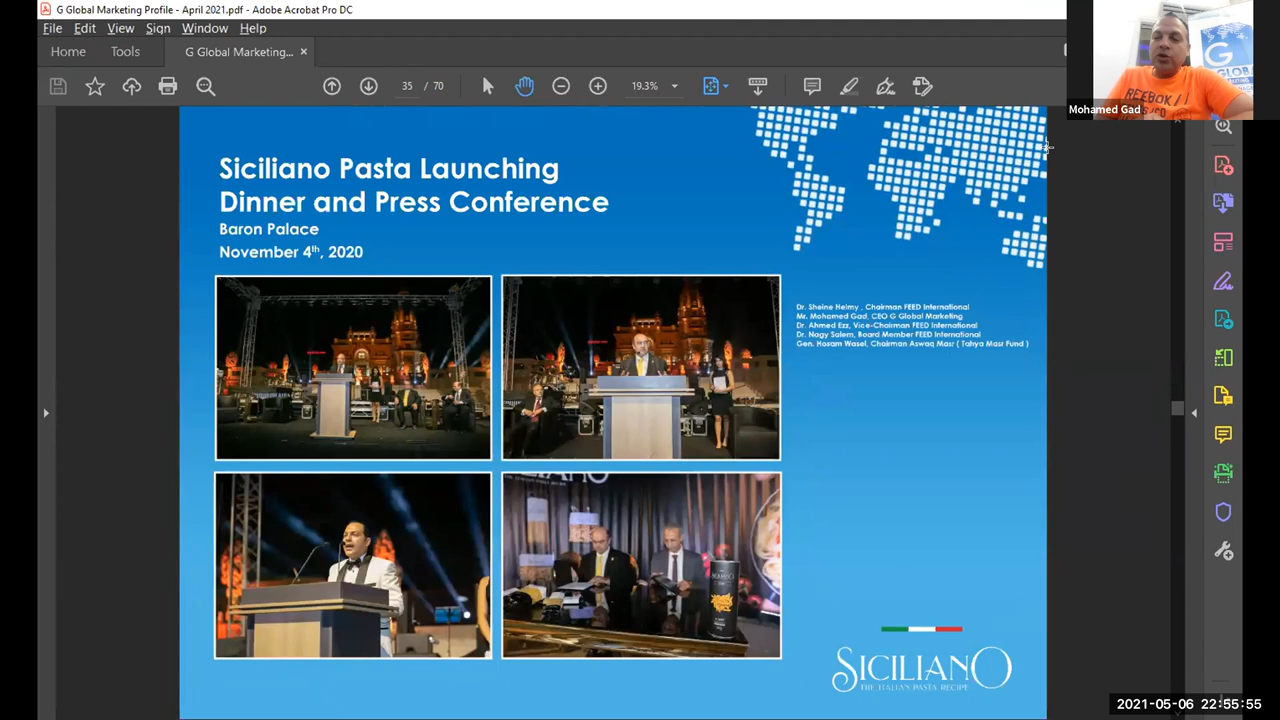 G Global Marketing Profile - April 2021.pdf - Adobe Acrobat Pro DC
File Edit View Sign Window Help
Home Tools G Global Marketing... ×
35 / 70 19.3%
Mohamed Gad
REEBOK
G
GLOBAL
Siciliano Pasta Launching
Dinner and Press Conference
Baron Palace
November 4th, 2020
Dr. Sheine Helmy , Chairman FEED International
Mr. Mohamed Gad, CEO G Global Marketing
Dr. Ahmed Ezz, Vice-Chairman FEED International
Dr. Nagy Salem, Board Member FEED International
Gen. Hosam Wasel, Chairman Aswaq Masr ( Tahya Masr Fund )
SICILIANO
THE ITALIAN PASTA RECIPE
2021-05-06 22:55:55